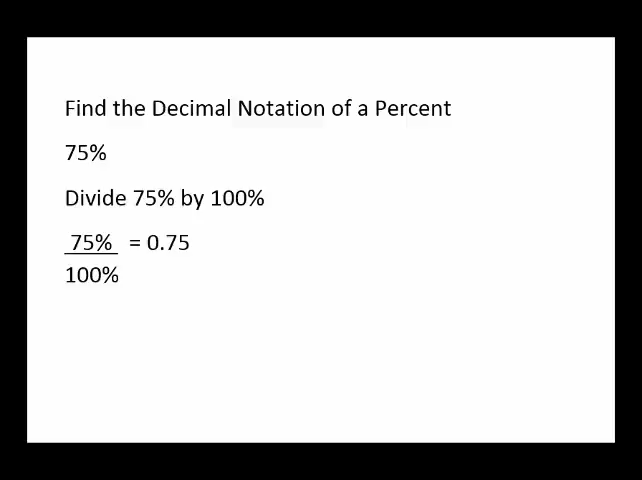 Find the Decimal Notation of a Percent
75%
Divide 75% by 100%
75% = 0.75
100%